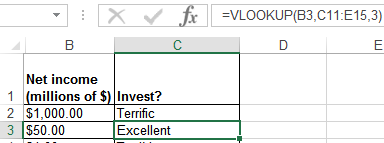 =VLOOKUP(B3,C11:E15,3)
B C D E
Net income
1 (millions of $) Invest?
2 $1,000.00 Terrific
3 $50.00 Excellent